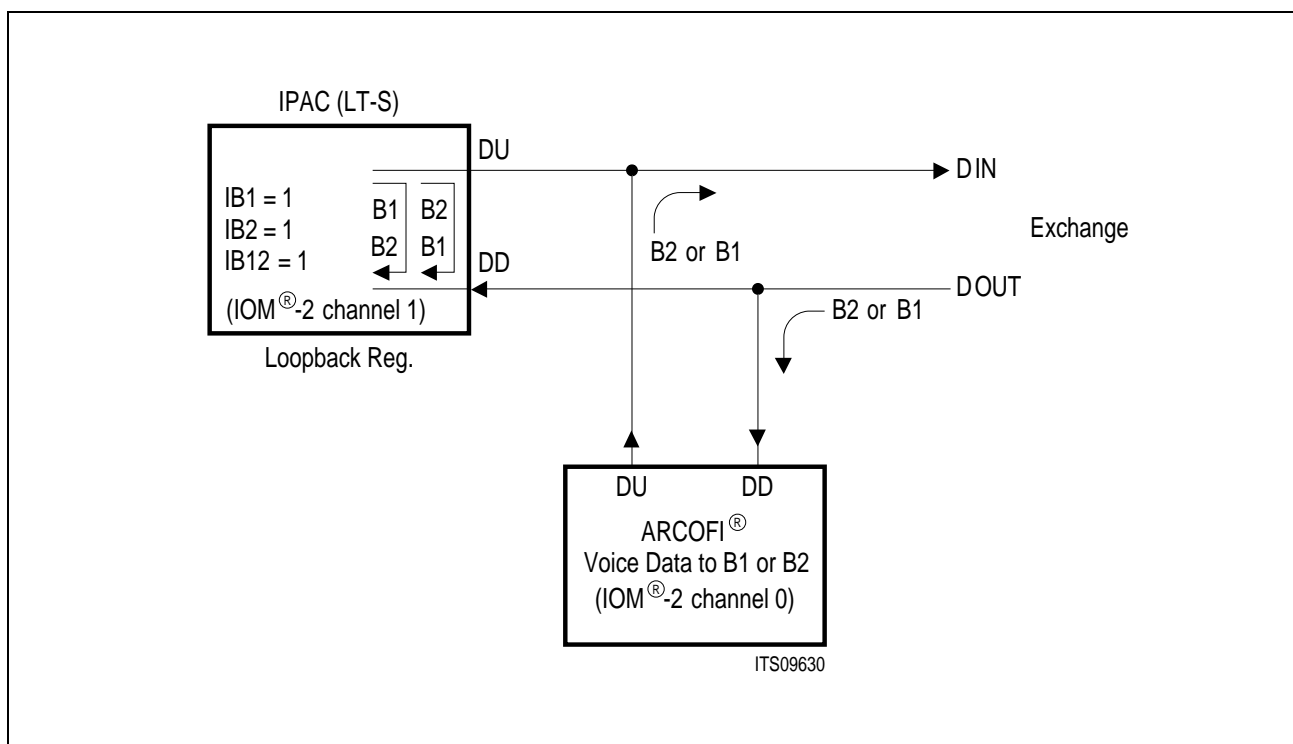 IPAC (LT-S)
DU
DIN
IB1 = 1
IB2 = 1
IB12 = 1
B1 B2
B2 B1
B2 or B1
Exchange
DD
DOUT
(IOM®-2 channel 1)
B2 or B1
Loopback Reg.
DU DD
ARCOFI®
Voice Data to B1 or B2
(IOM®-2 channel 0)
ITS09630